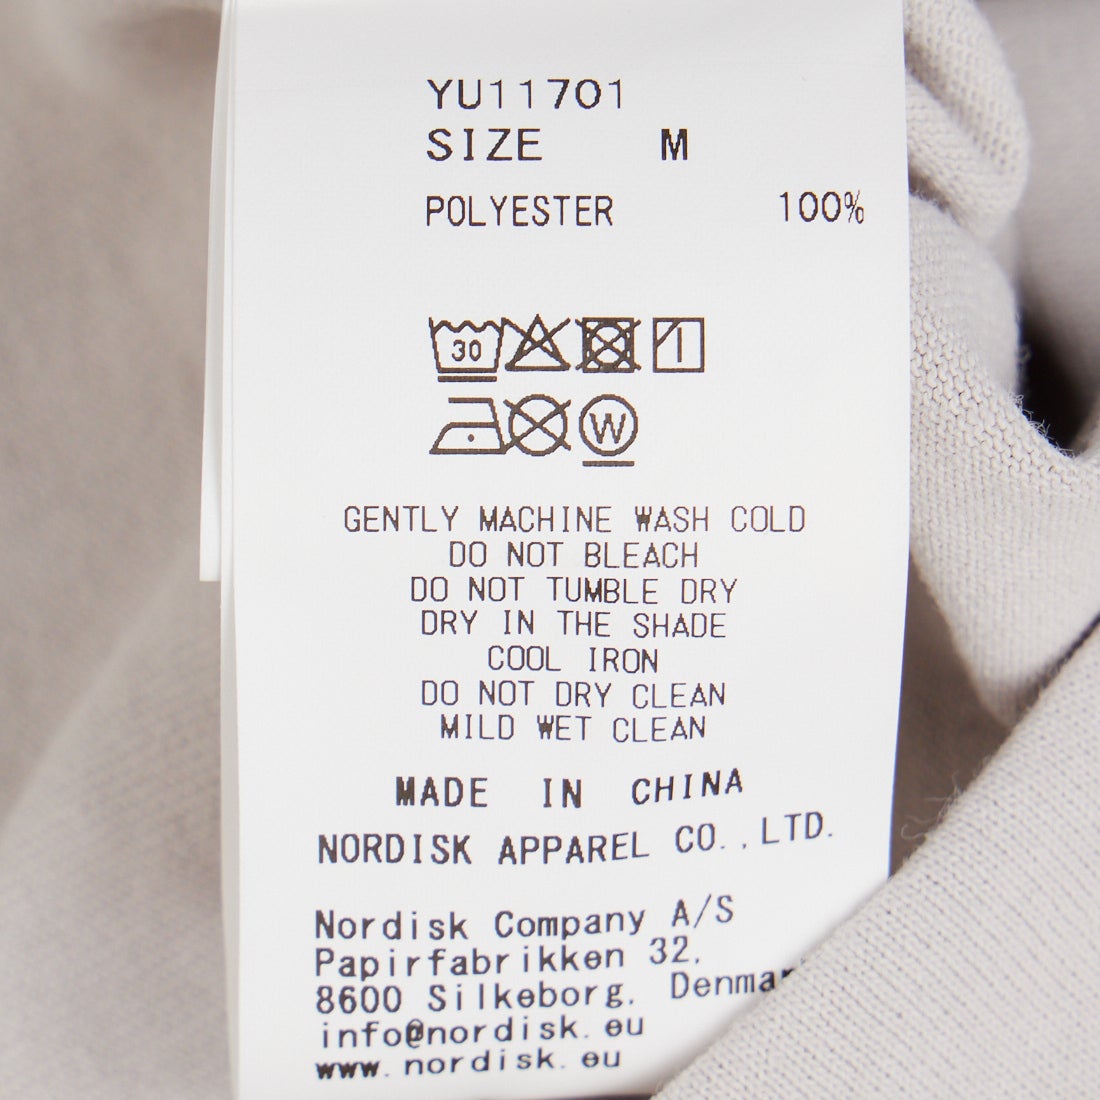 YU11701
SIZE M
POLYESTER 100%
30
W
GENTLY MACHINE WASH COLD
DO NOT BLEACH
DO NOT TUMBLE DRY
DRY IN THE SHADE
COOL IRON
DO NOT DRY CLEAN
MILD WET CLEAN
MADE IN CHINA
NORDISK APPAREL CO.,LTD.
Nordisk Company A/S
Papirfabrikken 32,
8600 Silkeborg,
info@nordisk.eu
www.nordisk.eu